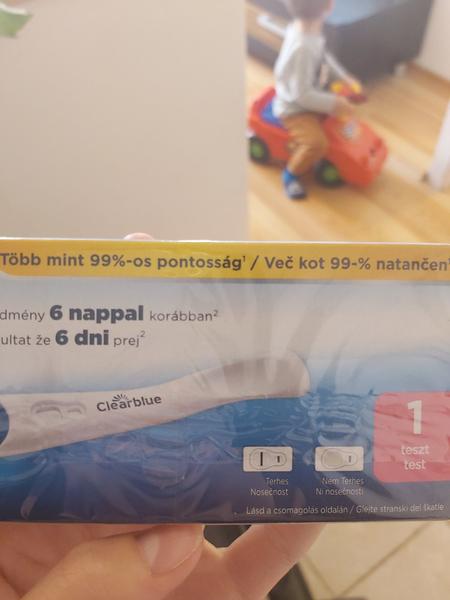 Több mint 99%-os pontosság¹ / Več kot 99-% natančen¹
dmény 6 nappal korábban²
ultat že 6 dni prej²
Clearblue
1
teszt
test
Terhes
Nosečnost
Nem Terhes
Ni nosečnosti
Lásd a csomagolás oldalán / Glejte stranski del škatle